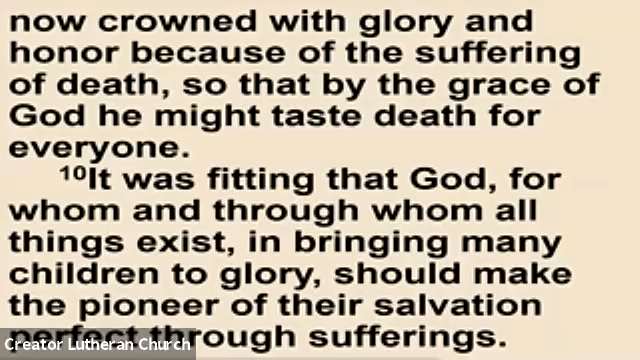 now crowned with glory and
honor because of the suffering
of death, so that by the grace of
God he might taste death for
everyone.
¹⁰It was fitting that God, for
whom and through whom all
things exist, in bringing many
children to glory, should make
the pioneer of their salvation
perfect through sufferings.
Creator Lutheran Church